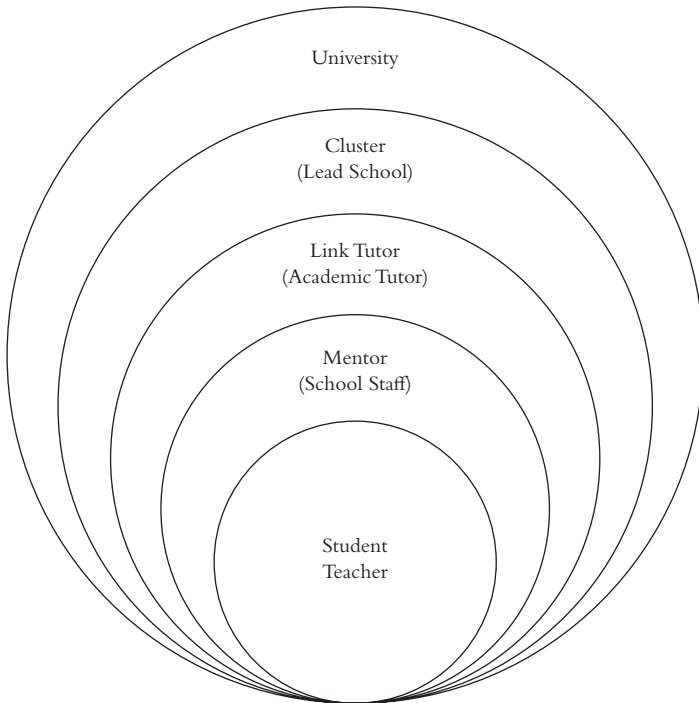 University
Cluster
(Lead School)
Link Tutor
(Academic Tutor)
Mentor
(School Staff)
Student
Teacher